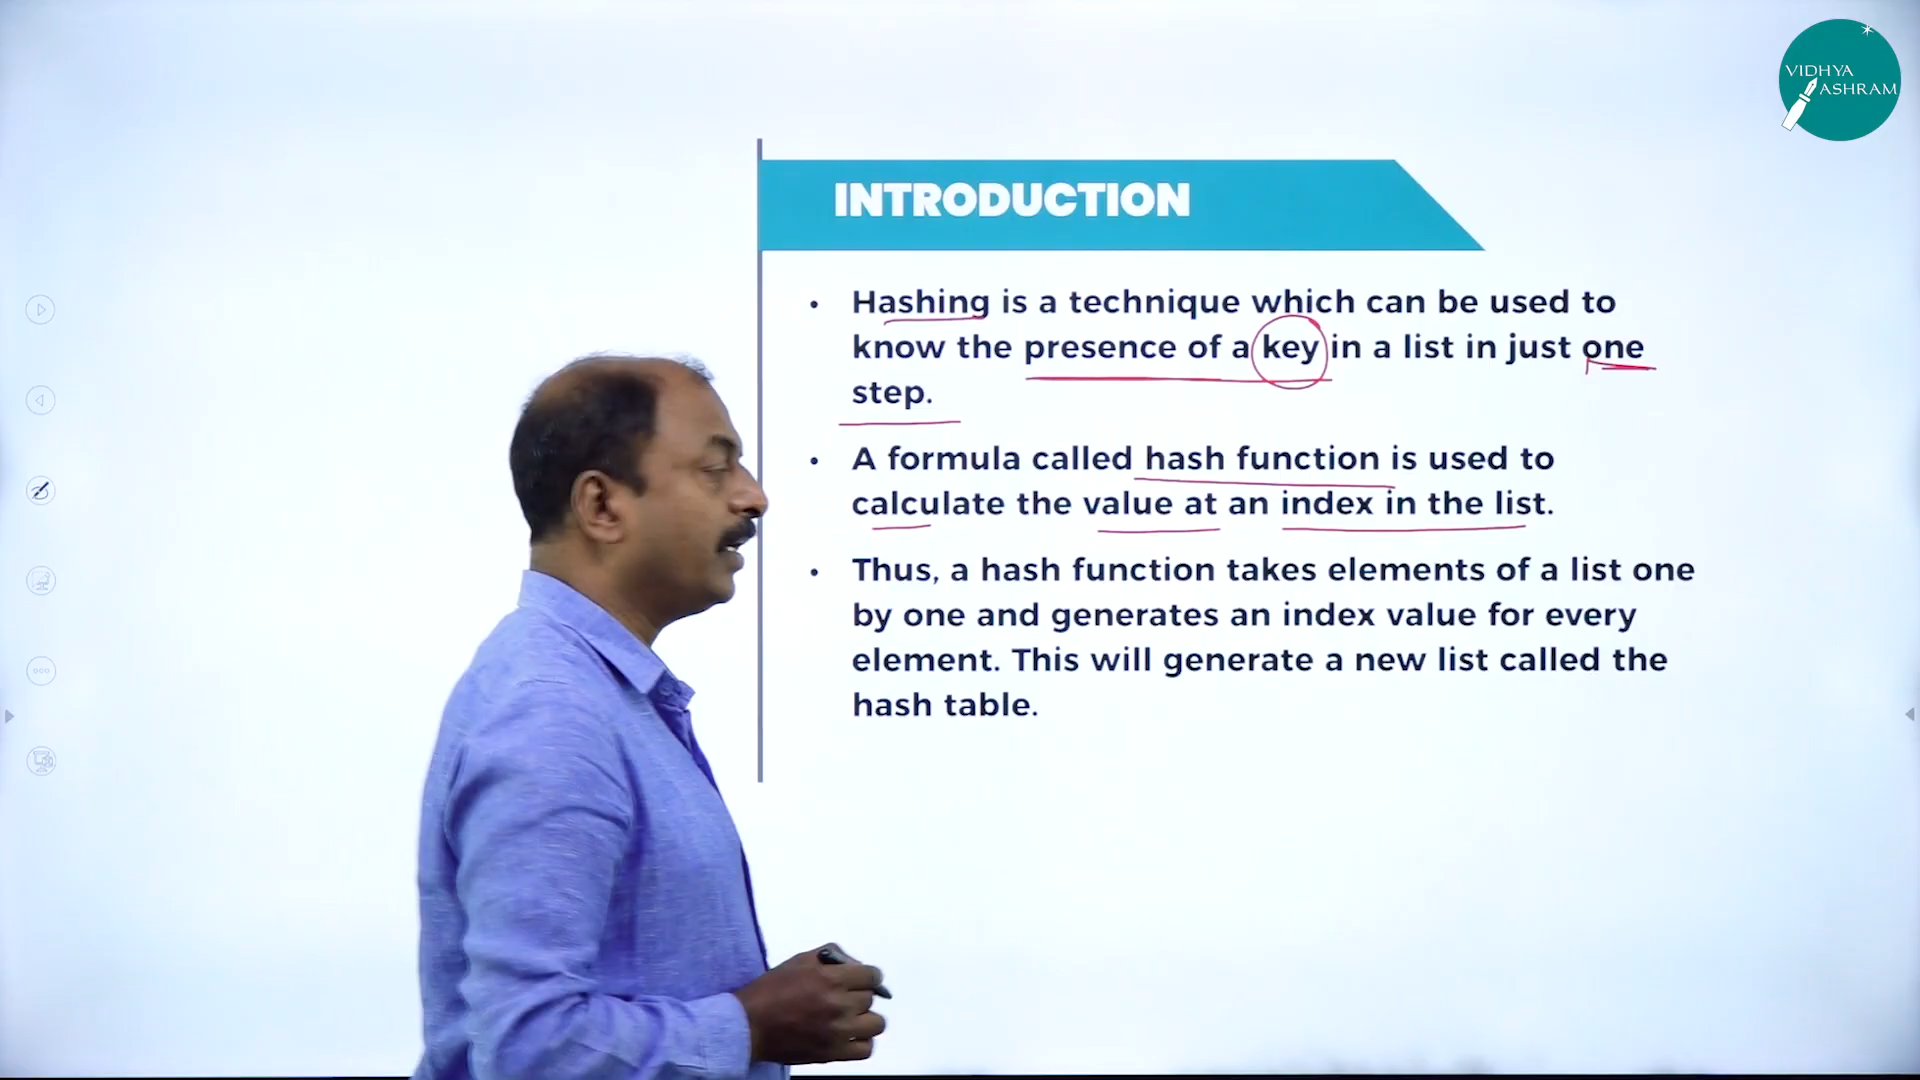 VIDHYA
ASHRAM
INTRODUCTION
• Hashing is a technique which can be used to
know the presence of a key in a list in just one
step.
• A formula called hash function is used to
calculate the value at an index in the list.
• Thus, a hash function takes elements of a list one
by one and generates an index value for every
element. This will generate a new list called the
hash table.